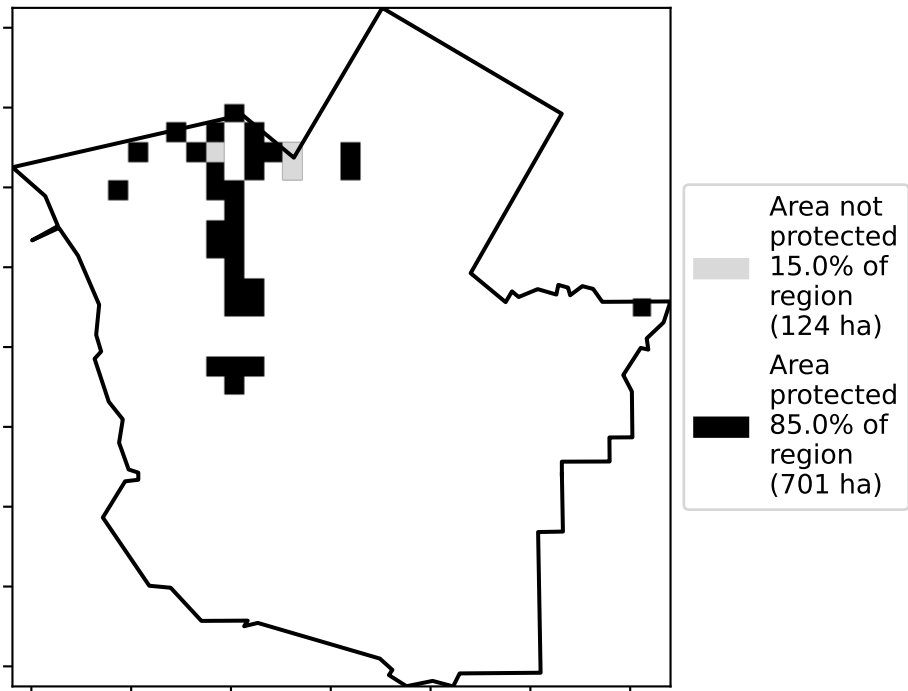 Area not
protected
15.0% of
region
(124 ha)
Area
protected
85.0% of
region
(701 ha)